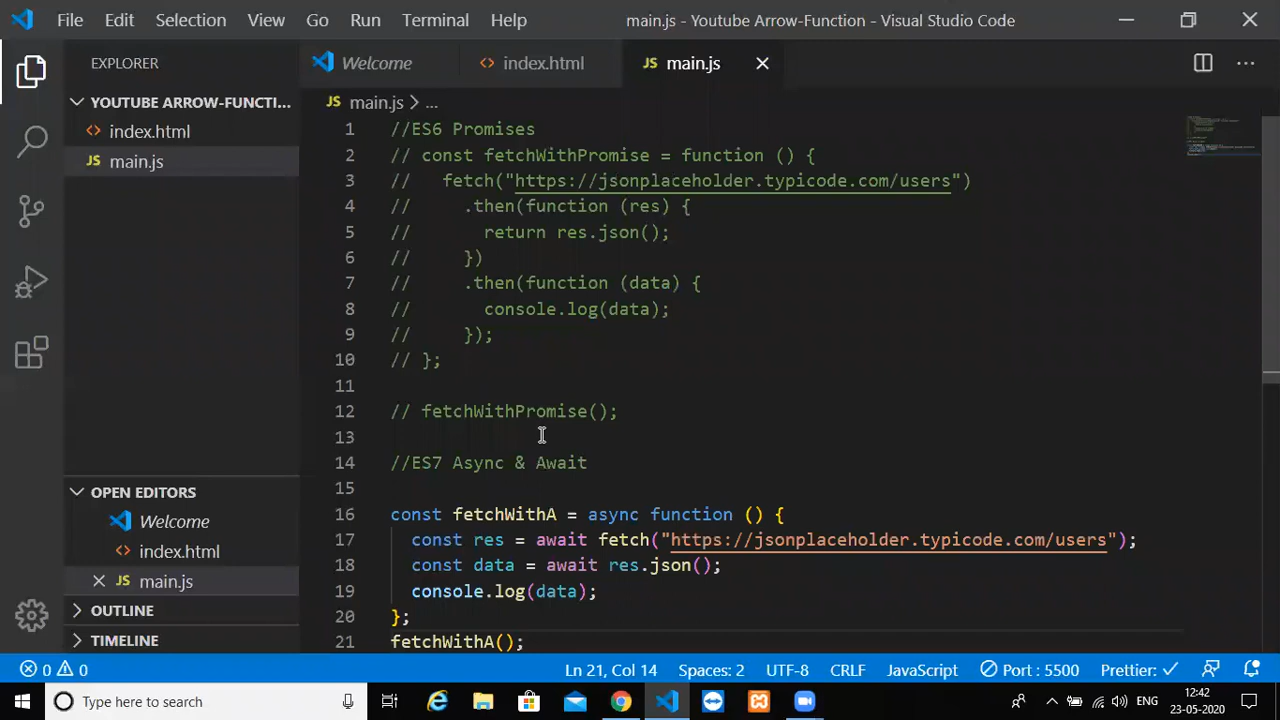 File Edit Selection View Go Run Terminal Help main.js - Youtube Arrow-Function - Visual Studio Code
EXPLORER
YOUTUBE ARROW-FUNCTI...
index.html
JS main.js
OPEN EDITORS
Welcome
index.html
JS main.js
OUTLINE
TIMELINE
Welcome index.html JS main.js
JS main.js > ...
1 //ES6 Promises
2 // const fetchWithPromise = function () {
3 //   fetch("https://jsonplaceholder.typicode.com/users")
4 //     .then(function (res) {
5 //       return res.json();
6 //     })
7 //     .then(function (data) {
8 //       console.log(data);
9 //     });
10 // };
11
12 // fetchWithPromise();
13
14 //ES7 Async & Await
15
16 const fetchWithA = async function () {
17   const res = await fetch("https://jsonplaceholder.typicode.com/users");
18   const data = await res.json();
19   console.log(data);
20 };
21 fetchWithA();
0 0 Ln 21, Col 14 Spaces: 2 UTF-8 CRLF JavaScript Port : 5500 Prettier: ✓
Type here to search ENG 12:42
23-05-2020